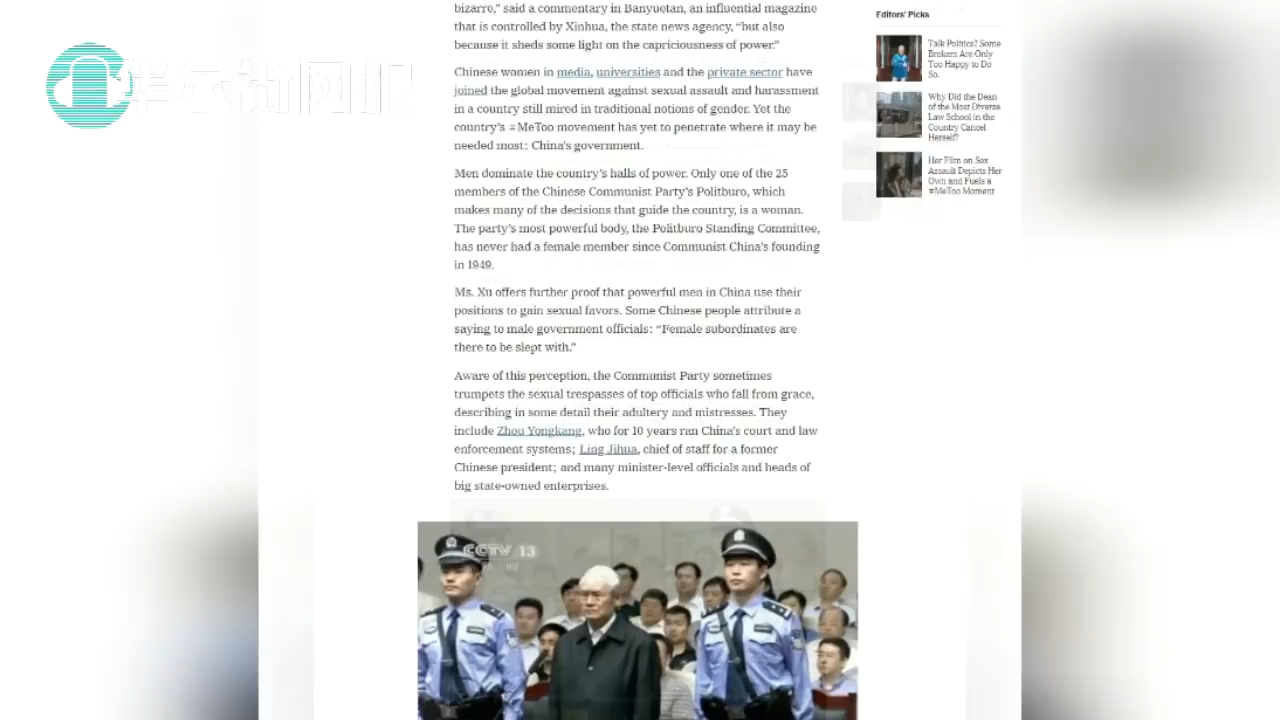 bizarre,” said a commentary in Banyuetan, an influential magazine
that is controlled by Xinhua, the state news agency, “but also
because it sheds some light on the capriciousness of power.”
Chinese women in media, universities and the private sector have
joined the global movement against sexual assault and harassment
in a country still mired in traditional notions of gender. Yet the
country’s #MeToo movement has yet to penetrate where it may be
needed most: China’s government.
Men dominate the country’s halls of power. Only one of the 25
members of the Chinese Communist Party’s Politburo, which
makes many of the decisions that guide the country, is a woman.
The party’s most powerful body, the Politburo Standing Committee,
has never had a female member since Communist China’s founding
in 1949.
Ms. Xu offers further proof that powerful men in China use their
positions to gain sexual favors. Some Chinese people attribute a
saying to male government officials: “Female subordinates are
there to be slept with.”
Aware of this perception, the Communist Party sometimes
trumpets the sexual trespasses of top officials who fall from grace,
describing in some detail their adultery and mistresses. They
include Zhou Yongkang, who for 10 years ran China’s court and law
enforcement systems; Ling Jihua, chief of staff for a former
Chinese president; and many minister-level officials and heads of
big state-owned enterprises.
CCTV 13
Editors’ Picks
Talk Politics? Some
Brokers Are Only
Too Happy to Do
So.
Why Did the Dean
of the Most Diverse
Law School in the
Country Cancel
Herself?
Her Film on Sex
Assault Depicts Her
Own and Fuels a
#MeToo Moment